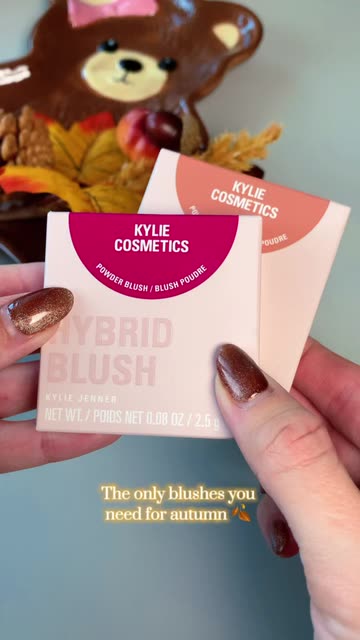 KYLIE
COSMETICS
POWDER BLUSH / BLUSH POUDRE
HYBRID
BLUSH
KYLIE JENNER
NET WT. / POIDS NET 0.08 OZ / 2.5 g
KYLIE
COSMETICS
The only blushes you
need for autumn 🍂